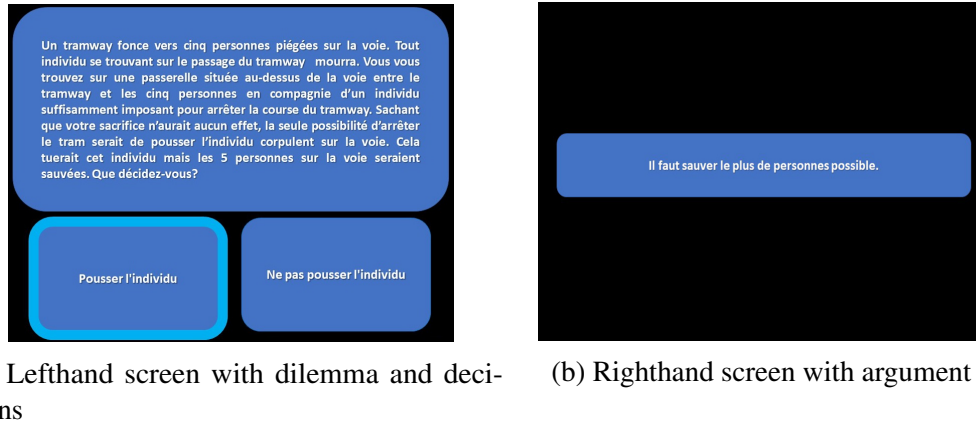 Un tramway fonce vers cinq personnes piégées sur la voie. Tout
individu se trouvant sur le passage du tramway mourra. Vous vous
trouvez sur une passerelle située au-dessus de la voie entre le
tramway et les cinq personnes en compagnie d'un individu
suffisamment imposant pour arrêter la course du tramway. Sachant
que votre sacrifice n'aurait aucun effet, la seule possibilité d'arrêter
le tram serait de pousser l'individu corpulent sur la voie. Cela
tuerait cet individu mais les 5 personnes sur la voie seraient
sauvées. Que décidez-vous?
Pousser l'individu
Ne pas pousser l'individu
Il faut sauver le plus de personnes possible.
Lefthand screen with dilemma and deci-
ns
(b) Righthand screen with argument